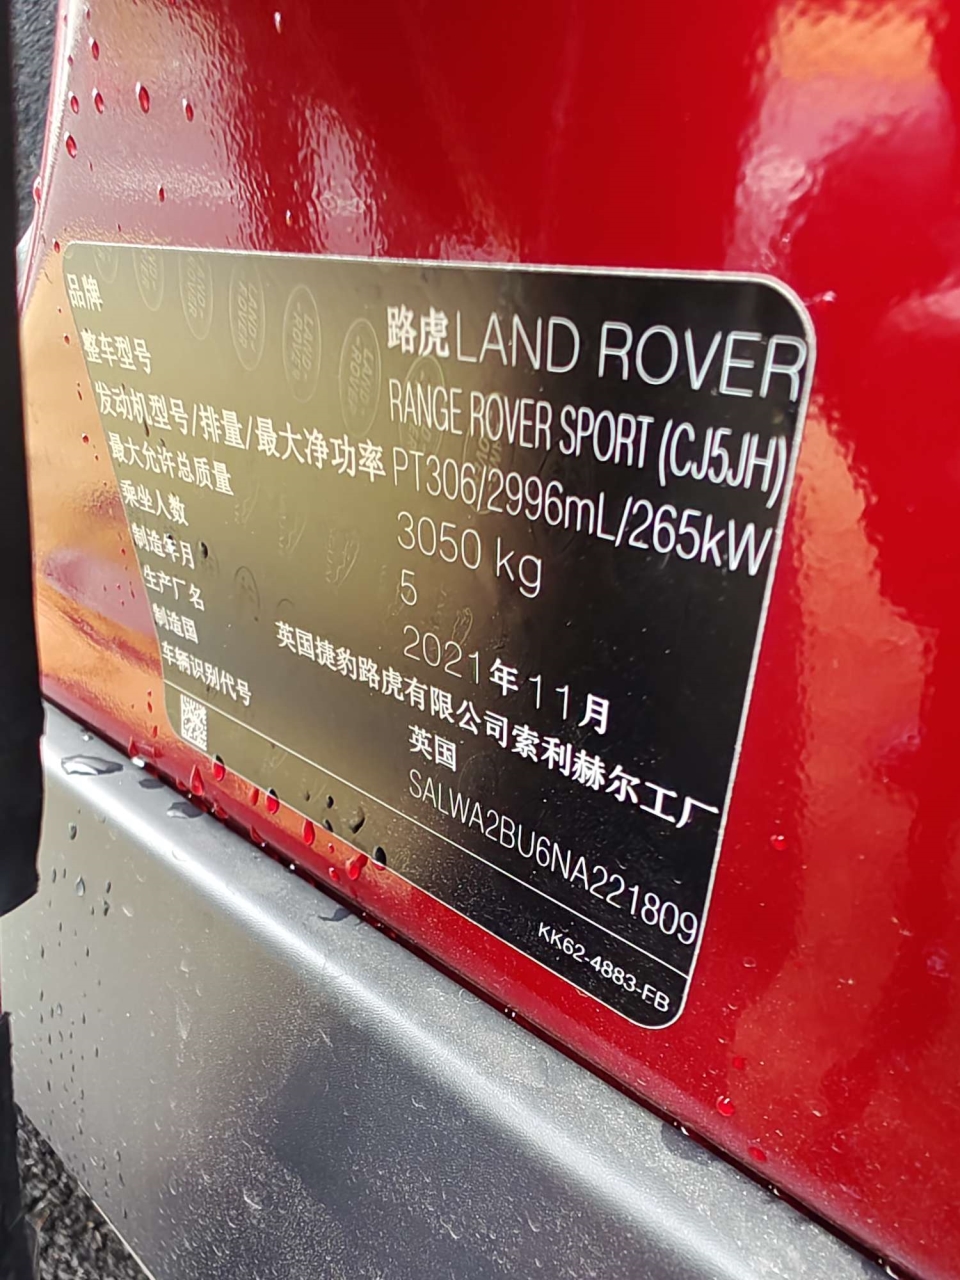 品牌 路虎LAND ROVER
整车型号 RANGE ROVER SPORT (CJ5JH)
发动机型号/排量/最大净功率 PT306/2996mL/265kW
最大允许总质量 3050 kg
乘坐人数 5
制造年月 2021年11月
生产厂名 英国捷豹路虎有限公司索利赫尔工厂
制造国 英国
车辆识别代号 SALWA2BU6NA221809
KK62-4883-FB